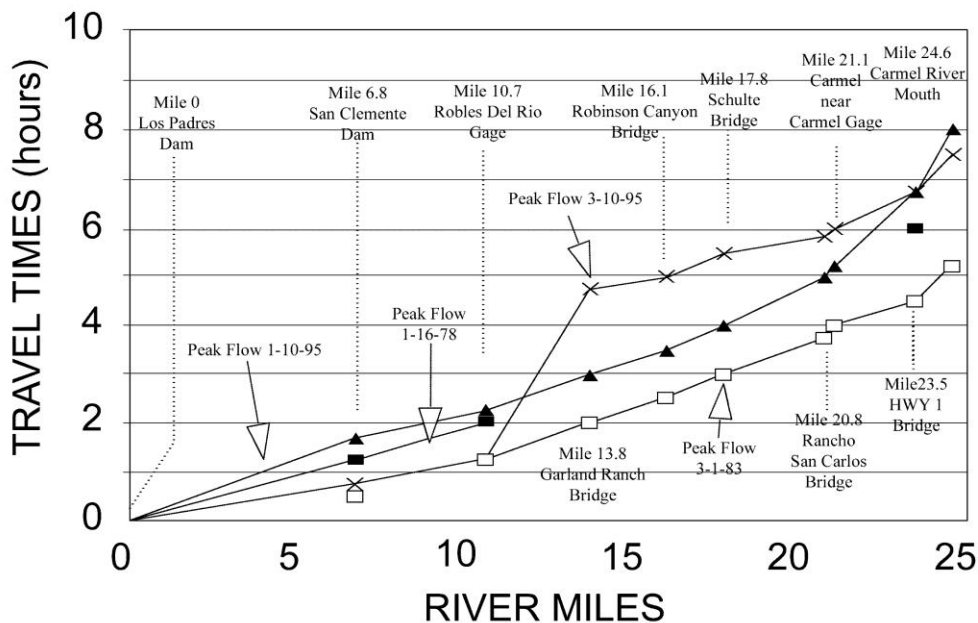 TRAVEL TIMES (hours)
10
8
6
4
2
0
Mile 0
Los Padres
Dam
Mile 6.8
San Clemente
Dam
Mile 10.7
Robles Del Rio
Gage
Mile 16.1
Robinson Canyon
Bridge
Mile 17.8
Schulte
Bridge
Mile 21.1
Carmel
near
Carmel Gage
Mile 24.6
Carmel River
Mouth
Peak Flow 3-10-95
Peak Flow
1-16-78
Peak Flow 1-10-95
Mile 13.8
Garland Ranch
Bridge
Peak Flow
3-1-83
Mile 20.8
Rancho
San Carlos
Bridge
Mile23.5
HWY 1
Bridge
0
5
10
15
20
25
RIVER MILES